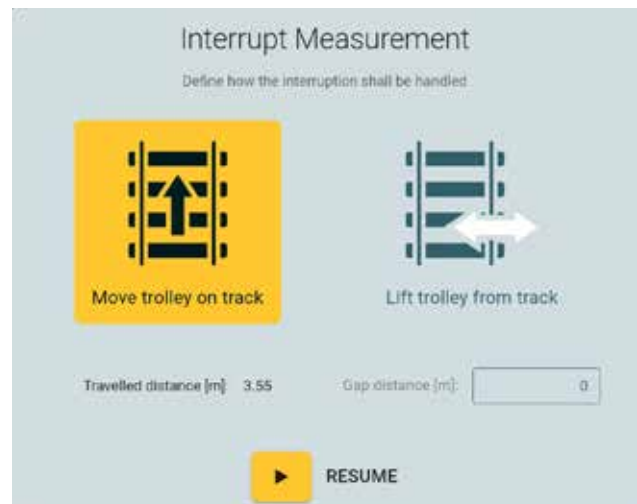 Interrupt Measurement
Define how the interruption shall be handled
Move trolley on track
Lift trolley from track
Travelled distance [m]: 3.55
Gap distance [m]: 0
RESUME